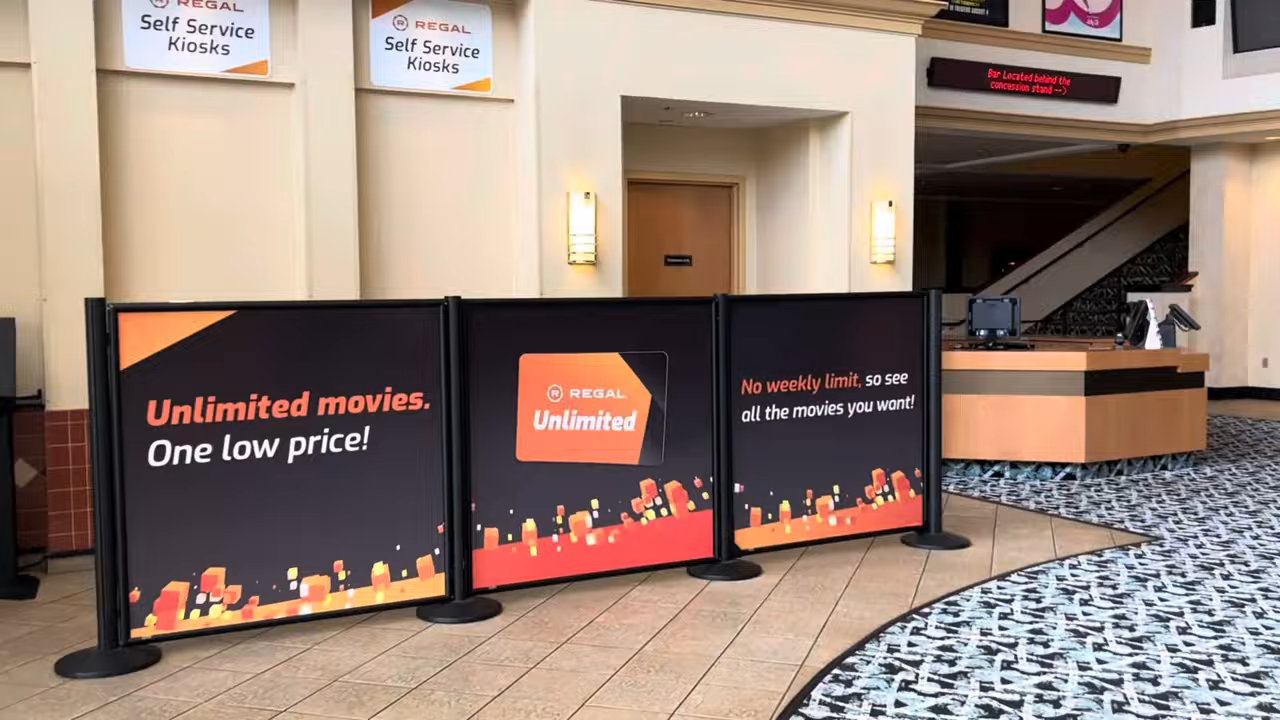 REGAL
Self Service
Kiosks
REGAL
Self Service
Kiosks
Bar Located behind the
concession stand -->
Unlimited movies.
One low price!
R REGAL
Unlimited
No weekly limit, so see
all the movies you want!